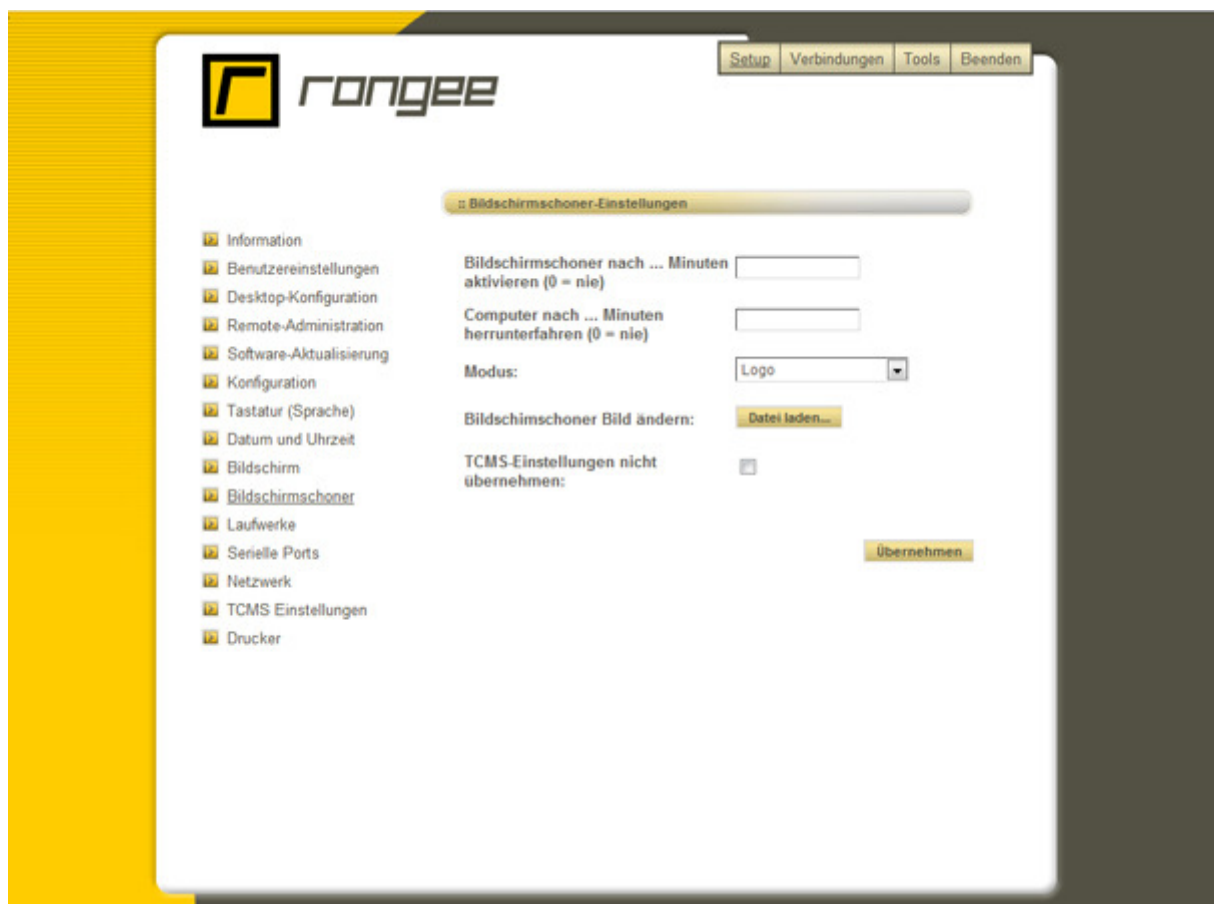 rangee
Setup Verbindungen Tools Beenden
:: Bildschirmschoner-Einstellungen
Information
Benutzereinstellungen
Desktop-Konfiguration
Remote-Administration
Software-Aktualisierung
Konfiguration
Tastatur (Sprache)
Datum und Uhrzeit
Bildschirm
Bildschirmschoner
Laufwerke
Serielle Ports
Netzwerk
TCMS Einstellungen
Drucker
Bildschirmschoner nach ... Minuten
aktivieren (0 = nie)
Computer nach ... Minuten
herrunterfahren (0 = nie)
Modus:
Logo
Bildschimschoner Bild ändern:
Datei laden...
TCMS-Einstellungen nicht
übernehmen:
Übernehmen